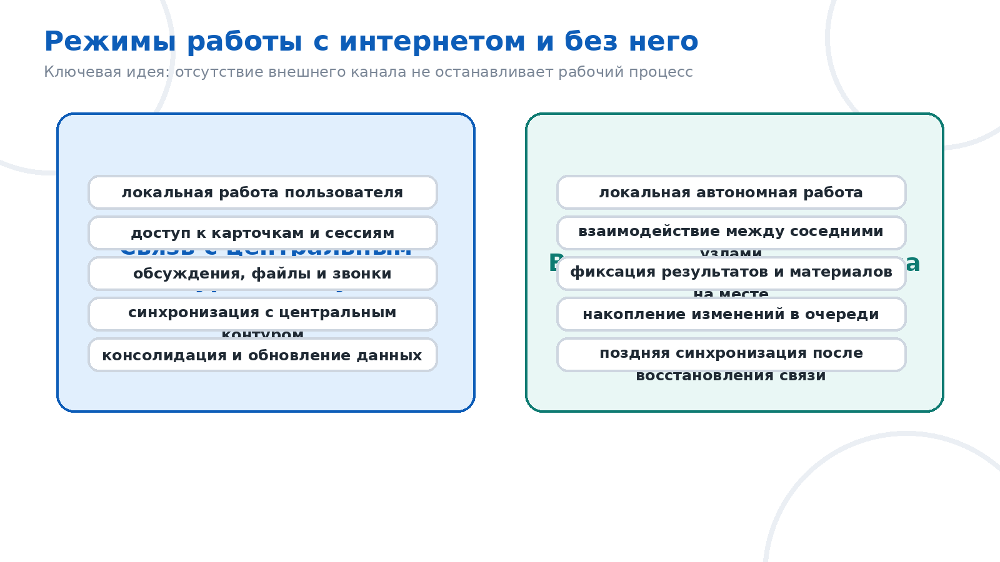 Режимы работы с интернетом и без него
Ключевая идея: отсутствие внешнего канала не останавливает рабочий процесс
локальная работа пользователя
доступ к карточкам и сессиям
Связь с центральным
обсуждения, файлы и звонки
синхронизация с центральным
контуром
консолидация и обновление данных
локальная автономная работа
взаимодействие между соседними
узлами
фиксация результатов и материалов
на месте
накопление изменений в очереди
поздняя синхронизация после
восстановления связи